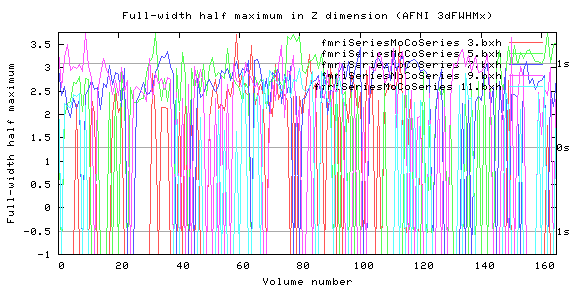 Full-width half maximum in Z dimension (AFNI 3dFWHMx)
fmriSeriesMoCoSeries 3.bxh
fmriSeriesMoCoSeries 5.bxh
fmriSeriesMoCoSeries
fmriSeriesMoCoSeries 9.bxh
fmriSeriesMoCoSeries 11.bxh
Full-width half maximum
3.5
3
2.5
2
1.5
1
0.5
0
-0.5
-1
1s
0s
1s
0
20
40
60
80
100
120
140
160
Volume number